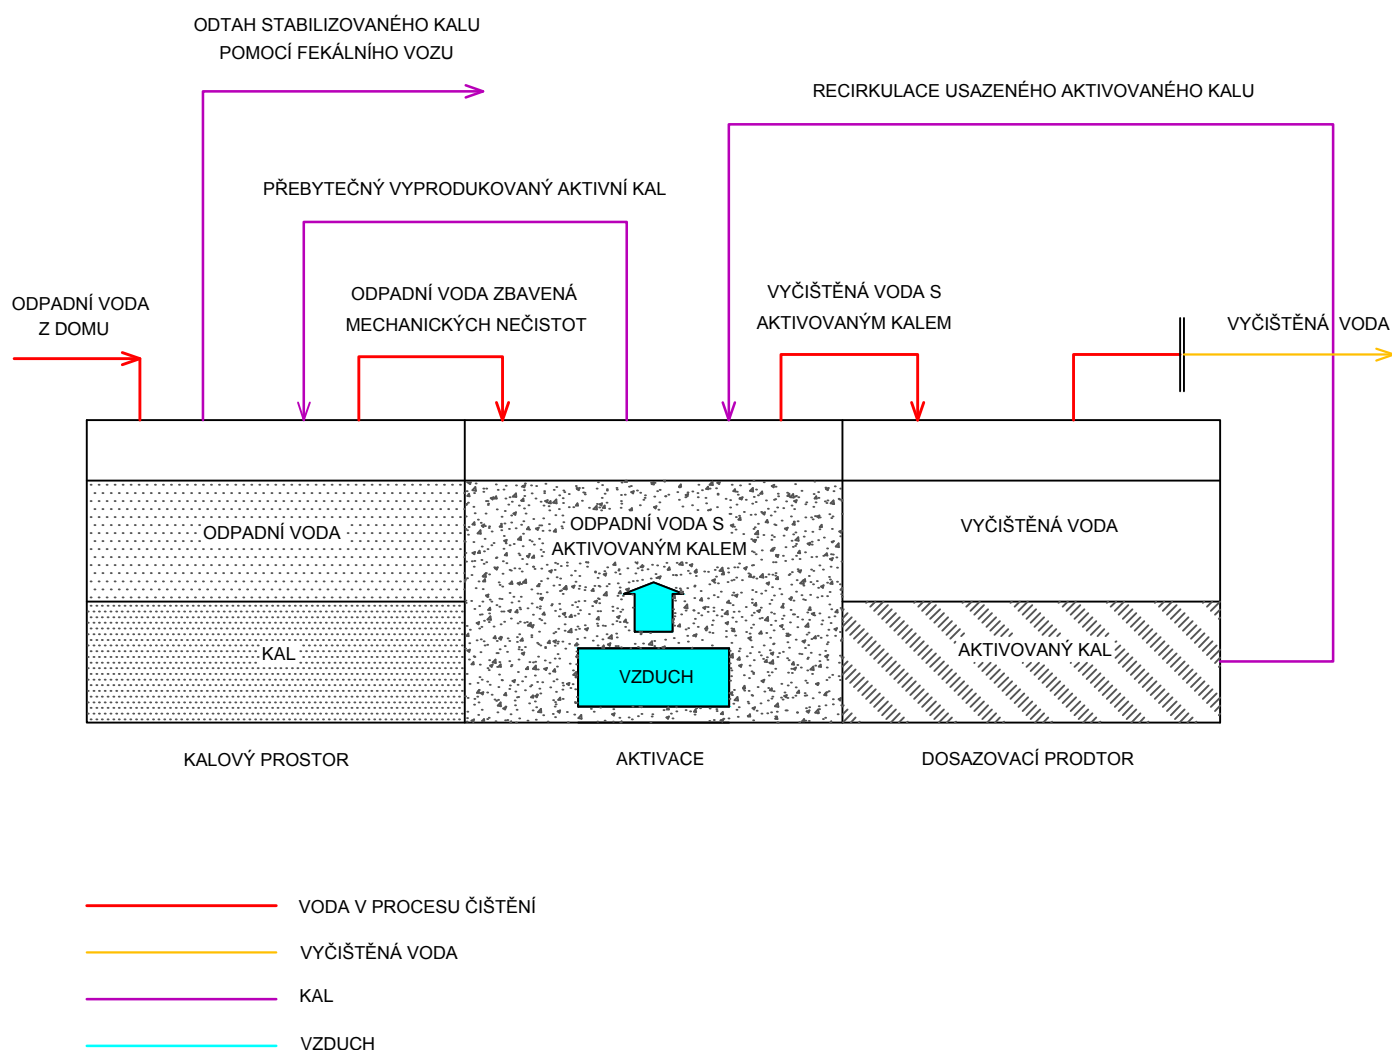 ODTAH STABILIZOVANÉHO KALU
POMOCÍ FEKÁLNÍHO VOZU
RECIRKULACE USAZENÉHO AKTIVOVANÉHO KALU
PŘEBYTEČNÝ VYPRODUKOVANÝ AKTIVNÍ KAL
ODPADNÍ VODA
Z DOMU
ODPADNÍ VODA ZBAVENÁ
MECHANICKÝCH NEČISTOT
VYČIŠTĚNÁ VODA S
AKTIVOVANÝM KALEM
VYČIŠTĚNÁ VODA
ODPADNÍ VODA
ODPADNÍ VODA S
AKTIVOVANÝM KALEM
VYČIŠTĚNÁ VODA
KAL
VZDUCH
AKTIVOVANÝ KAL
KALOVÝ PROSTOR
AKTIVACE
DOSAZOVACÍ PRODTOR
VODA V PROCESU ČIŠTĚNÍ
VYČIŠTĚNÁ VODA
KAL
VZDUCH